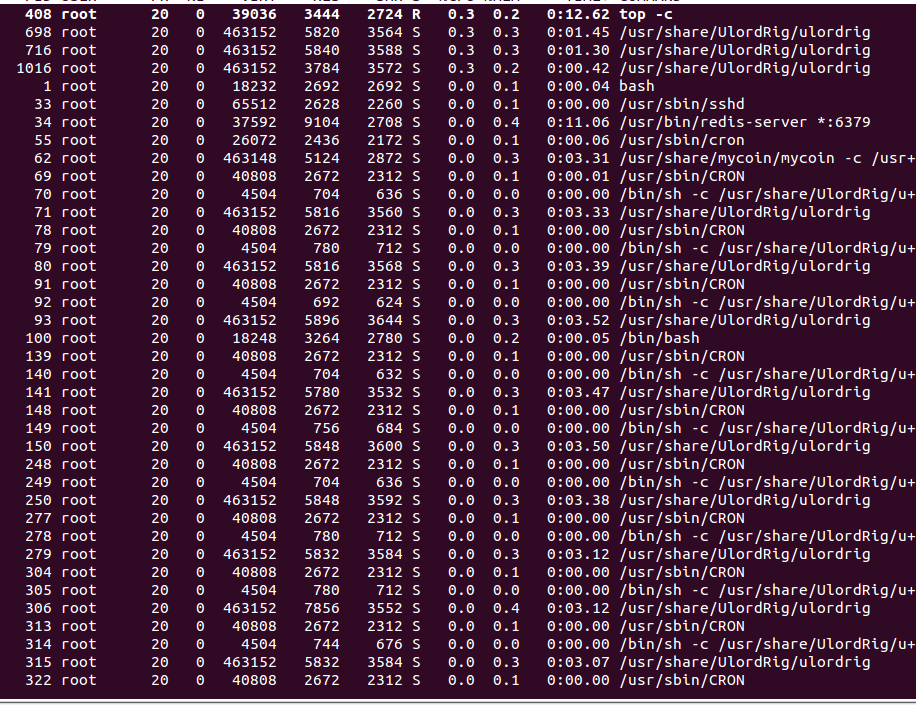 408 root 20 0 39036 3444 2724 R 0.3 0.2 0:12.62 top -c
698 root 20 0 463152 5820 3564 S 0.3 0.3 0:01.45 /usr/share/UlordRig/ulordrig
716 root 20 0 463152 5840 3588 S 0.3 0.3 0:01.30 /usr/share/UlordRig/ulordrig
1016 root 20 0 463152 3784 3572 S 0.3 0.2 0:00.42 /usr/share/UlordRig/ulordrig
1 root 20 0 18232 2692 2692 S 0.0 0.1 0:00.04 bash
33 root 20 0 65512 2628 2260 S 0.0 0.1 0:00.00 /usr/sbin/sshd
34 root 20 0 37592 9104 2708 S 0.0 0.4 0:11.06 /usr/bin/redis-server *:6379
55 root 20 0 26072 2436 2172 S 0.0 0.1 0:00.06 /usr/sbin/cron
62 root 20 0 463148 5124 2872 S 0.0 0.3 0:03.31 /usr/share/mycoin/mycoin -c /usr+
69 root 20 0 40808 2672 2312 S 0.0 0.1 0:00.01 /usr/sbin/CRON
70 root 20 0 4504 704 636 S 0.0 0.0 0:00.00 /bin/sh -c /usr/share/UlordRig/u+
71 root 20 0 463152 5816 3560 S 0.0 0.3 0:03.33 /usr/share/UlordRig/ulordrig
78 root 20 0 40808 2672 2312 S 0.0 0.1 0:00.00 /usr/sbin/CRON
79 root 20 0 4504 780 712 S 0.0 0.0 0:00.00 /bin/sh -c /usr/share/UlordRig/u+
80 root 20 0 463152 5816 3568 S 0.0 0.3 0:03.39 /usr/share/UlordRig/ulordrig
91 root 20 0 40808 2672 2312 S 0.0 0.1 0:00.00 /usr/sbin/CRON
92 root 20 0 4504 692 624 S 0.0 0.0 0:00.00 /bin/sh -c /usr/share/UlordRig/u+
93 root 20 0 463152 5896 3644 S 0.0 0.3 0:03.52 /usr/share/UlordRig/ulordrig
100 root 20 0 18248 3264 2780 S 0.0 0.2 0:00.05 /bin/bash
139 root 20 0 40808 2672 2312 S 0.0 0.1 0:00.00 /usr/sbin/CRON
140 root 20 0 4504 704 632 S 0.0 0.0 0:00.00 /bin/sh -c /usr/share/UlordRig/u+
141 root 20 0 463152 5780 3532 S 0.0 0.3 0:03.47 /usr/share/UlordRig/ulordrig
148 root 20 0 40808 2672 2312 S 0.0 0.1 0:00.00 /usr/sbin/CRON
149 root 20 0 4504 756 684 S 0.0 0.0 0:00.00 /bin/sh -c /usr/share/UlordRig/u+
150 root 20 0 463152 5848 3600 S 0.0 0.3 0:03.50 /usr/share/UlordRig/ulordrig
248 root 20 0 40808 2672 2312 S 0.0 0.1 0:00.00 /usr/sbin/CRON
249 root 20 0 4504 704 636 S 0.0 0.0 0:00.00 /bin/sh -c /usr/share/UlordRig/u+
250 root 20 0 463152 5848 3592 S 0.0 0.3 0:03.38 /usr/share/UlordRig/ulordrig
277 root 20 0 40808 2672 2312 S 0.0 0.1 0:00.00 /usr/sbin/CRON
278 root 20 0 4504 780 712 S 0.0 0.0 0:00.00 /bin/sh -c /usr/share/UlordRig/u+
279 root 20 0 463152 5832 3584 S 0.0 0.3 0:03.12 /usr/share/UlordRig/ulordrig
304 root 20 0 40808 2672 2312 S 0.0 0.1 0:00.00 /usr/sbin/CRON
305 root 20 0 4504 780 712 S 0.0 0.0 0:00.00 /bin/sh -c /usr/share/UlordRig/u+
306 root 20 0 463152 7856 3552 S 0.0 0.4 0:03.12 /usr/share/UlordRig/ulordrig
313 root 20 0 40808 2672 2312 S 0.0 0.1 0:00.00 /usr/sbin/CRON
314 root 20 0 4504 744 676 S 0.0 0.0 0:00.00 /bin/sh -c /usr/share/UlordRig/u+
315 root 20 0 463152 5832 3584 S 0.0 0.3 0:03.07 /usr/share/UlordRig/ulordrig
322 root 20 0 40808 2672 2312 S 0.0 0.1 0:00.00 /usr/sbin/CRON